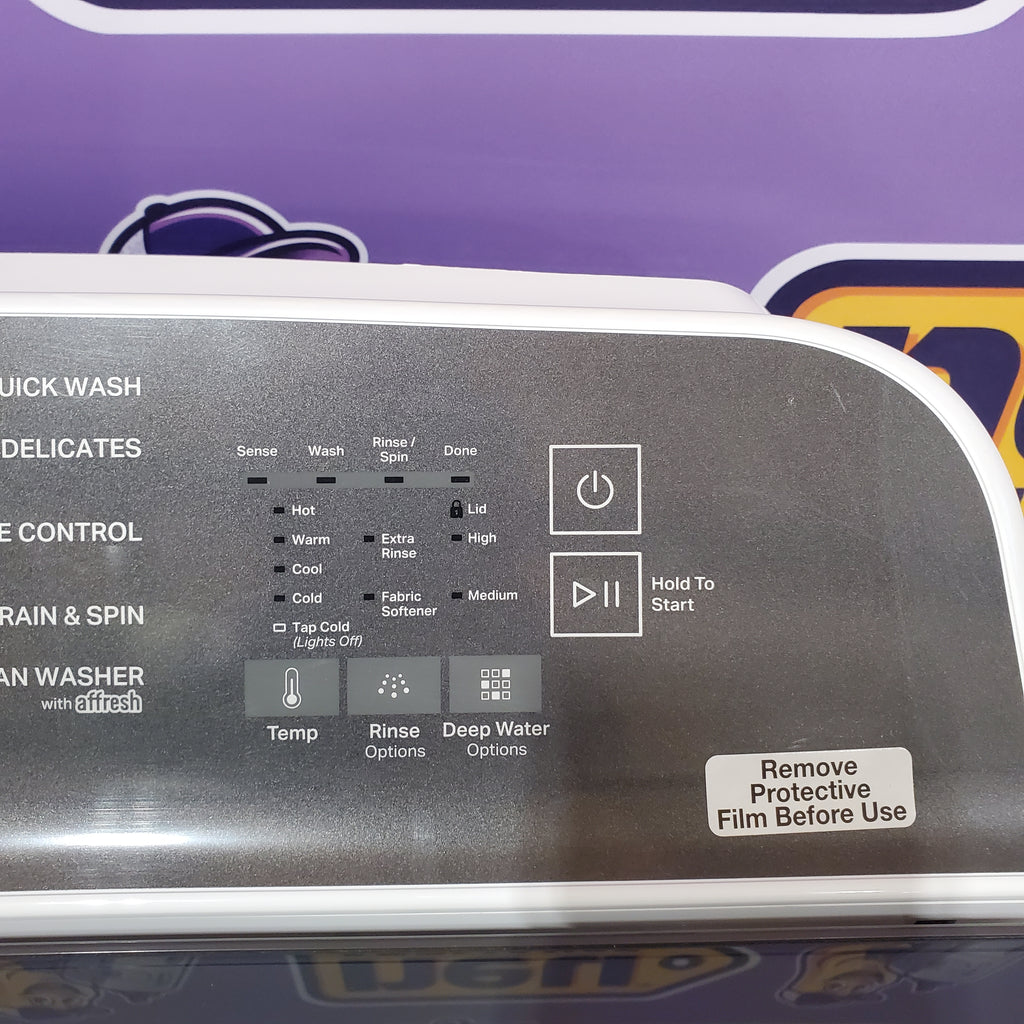 UICK WASH
DELICATES
E CONTROL
RAIN & SPIN
AN WASHER
with affresh
Sense
Wash
Rinse /
Spin
Done
Hot
Warm
Cool
Cold
Tap Cold
(Lights Off)
Extra
Rinse
Fabric
Softener
Lid
High
Medium
Temp
Rinse
Options
Deep Water
Options
Hold To
Start
Remove
Protective
Film Before Use